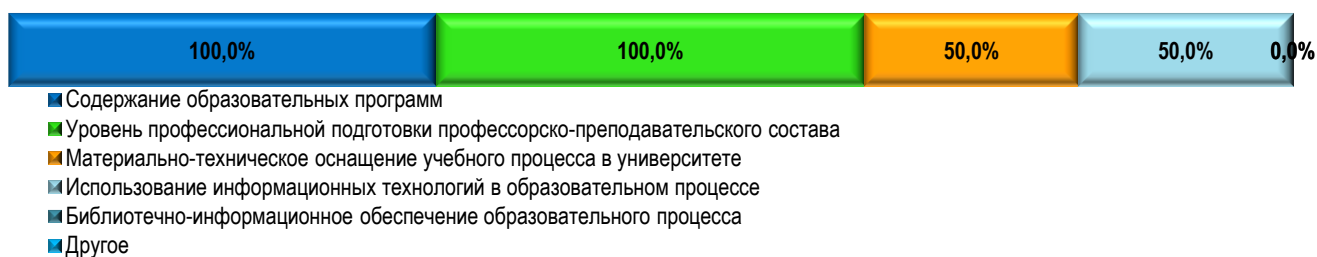 100,0% 100,0% 50,0% 50,0% 0,0%
Содержание образовательных программ
Уровень профессиональной подготовки профессорско-преподавательского состава
Материально-техническое оснащение учебного процесса в университете
Использование информационных технологий в образовательном процессе
Библиотечно-информационное обеспечение образовательного процесса
Другое